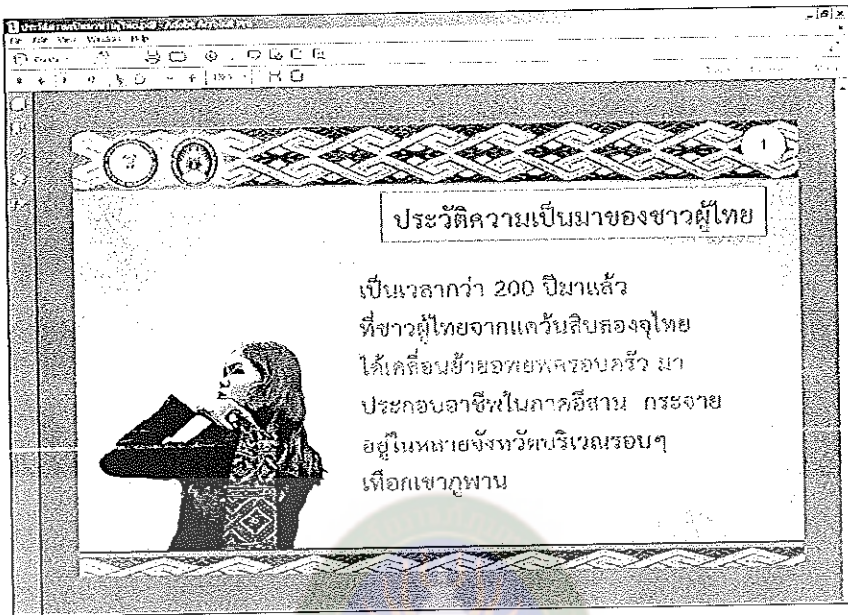 1
ประวัติความเป็นมาของชาวผู้ไทย
เป็นเวลากว่า 200 ปีมาแล้ว
ที่ชาวผู้ไทยจากแคว้นสิบสองจุไทย
ได้เคลื่อนย้ายอพยพครอบครัว มา
ประกอบอาชีพในภาคอีสาน กระจาย
อยู่ในหลายจังหวัดบริเวณรอบๆ
เทือกเขาภูพาน